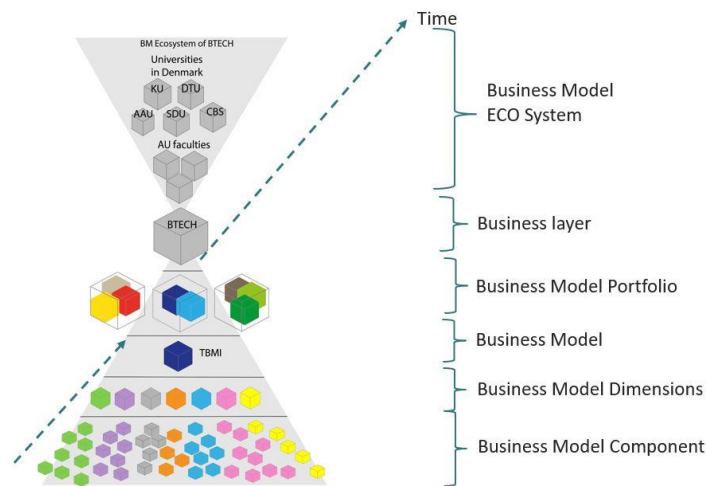 Time
BM Ecosystem of BTECH
Universities
in Denmark
KU
DTU
AAU
SDU
CBS
AU faculties
BTECH
TBMI
Business Model
ECO System
Business layer
Business Model Portfolio
Business Model
Business Model Dimensions
Business Model Component